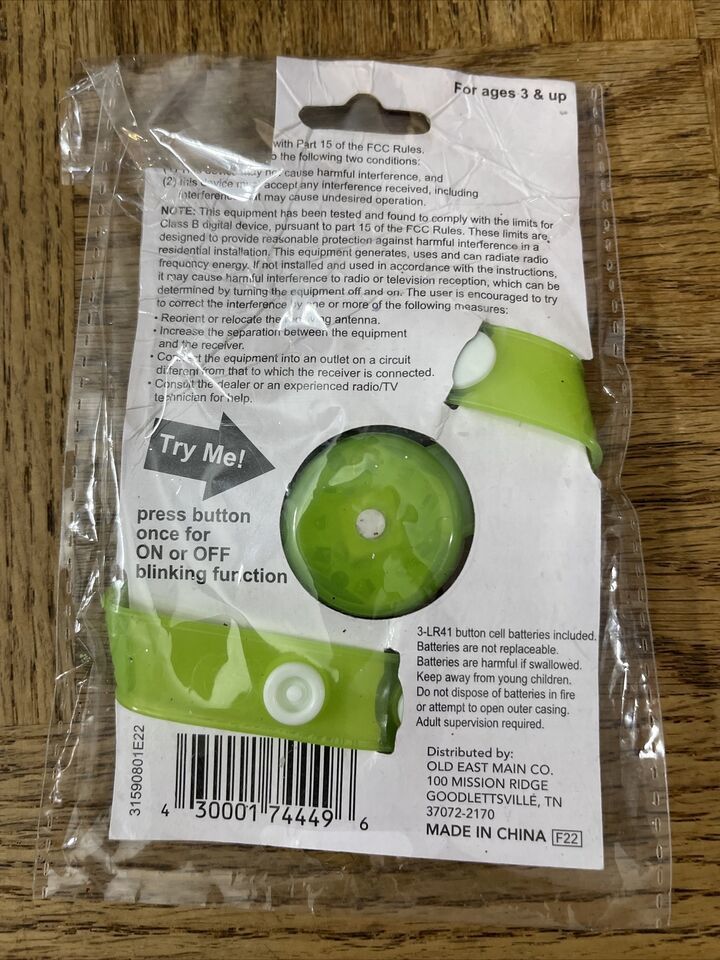 For ages 3 & up
with Part 15 of the FCC Rules.
o the following two conditions:
(1) This device may not cause harmful interference, and
(2) this device must accept any interference received, including
interference that may cause undesired operation.
NOTE: This equipment has been tested and found to comply with the limits for
Class B digital device, pursuant to part 15 of the FCC Rules. These limits are
designed to provide reasonable protection against harmful interference in a
residential installation. This equipment generates, uses and can radiate radio
frequency energy. If not installed and used in accordance with the instructions,
it may cause harmful interference to radio or television reception, which can be
determined by turning the equipment off and on. The user is encouraged to try
to correct the interference by one or more of the following measures:
• Reorient or relocate the receiving antenna.
• Increase the separation between the equipment
and the receiver.
• Connect the equipment into an outlet on a circuit
different from that to which the receiver is connected.
• Consult the dealer or an experienced radio/TV
technician for help.
Try Me!
press button
once for
ON or OFF
blinking function
3-LR41 button cell batteries included.
Batteries are not replaceable.
Batteries are harmful if swallowed.
Keep away from young children.
Do not dispose of batteries in fire
or attempt to open outer casing.
Adult supervision required.
31590801E22
4 30001 74449 6
Distributed by:
OLD EAST MAIN CO.
100 MISSION RIDGE
GOODLETTSVILLE, TN
37072-2170
MADE IN CHINA F22